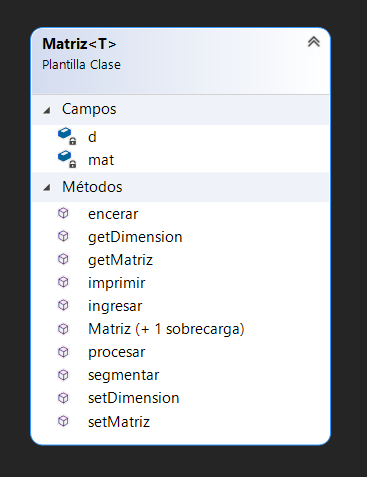 Matriz<T>
Plantilla Clase
Campos
d
mat
Métodos
encerar
getDimension
getMatriz
imprimir
ingresar
Matriz (+ 1 sobrecarga)
procesar
segmentar
setDimension
setMatriz